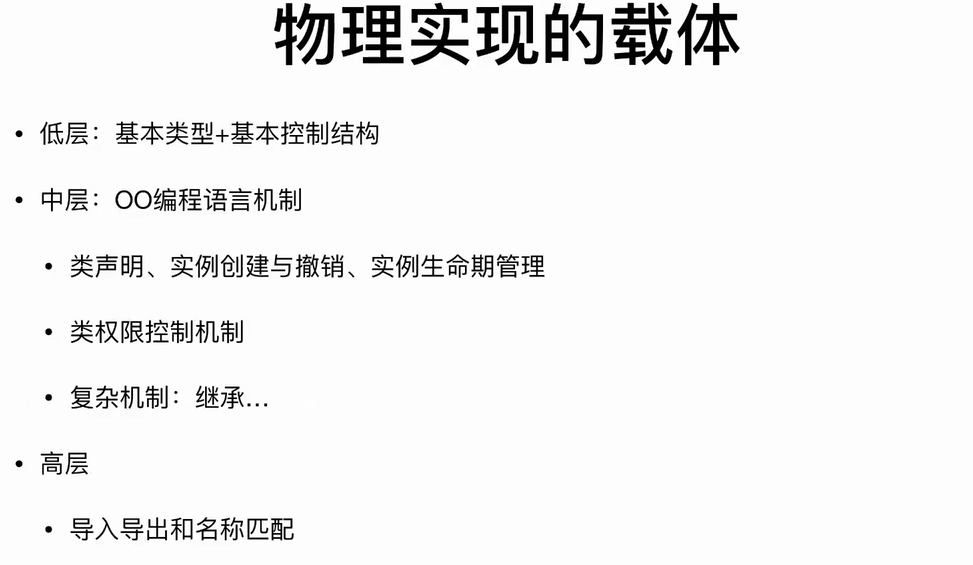 物理实现的载体
• 低层：基本类型+基本控制结构
• 中层：OO编程语言机制
• 类声明、实例创建与撤销、实例生命期管理
• 类权限控制机制
• 复杂机制：继承…
• 高层
• 导入导出和名称匹配